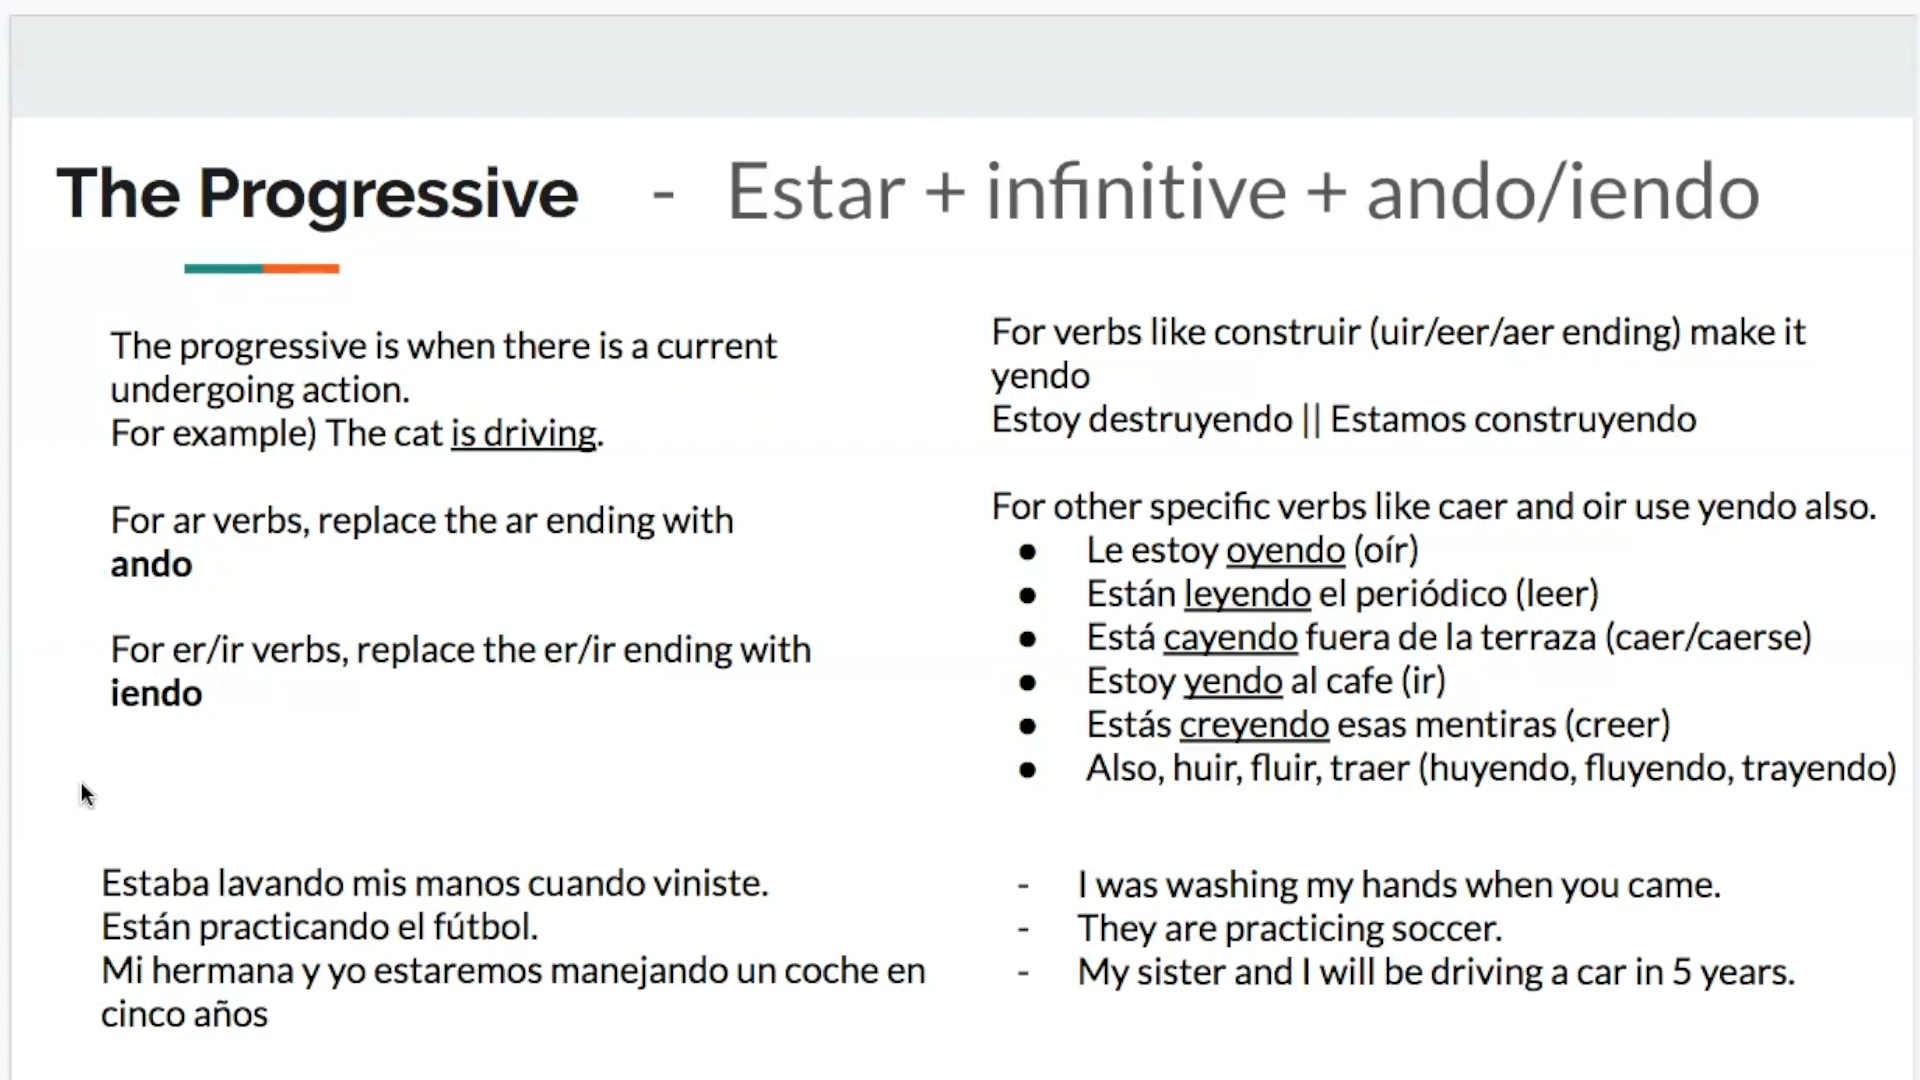 The Progressive - Estar + infinitive + ando/iendo
The progressive is when there is a current
undergoing action.
For example) The cat is driving.
For ar verbs, replace the ar ending with
ando
For er/ir verbs, replace the er/ir ending with
iendo
For verbs like construir (uir/eer/aer ending) make it
yendo
Estoy destruyendo || Estamos construyendo
For other specific verbs like caer and oir use yendo also.
● Le estoy oyendo (oír)
● Están leyendo el periódico (leer)
● Está cayendo fuera de la terraza (caer/caerse)
● Estoy yendo al cafe (ir)
● Estás creyendo esas mentiras (creer)
● Also, huir, fluir, traer (huyendo, fluyendo, trayendo)
Estaba lavando mis manos cuando viniste.
Están practicando el fútbol.
Mi hermana y yo estaremos manejando un coche en
cinco años
- I was washing my hands when you came.
- They are practicing soccer.
- My sister and I will be driving a car in 5 years.